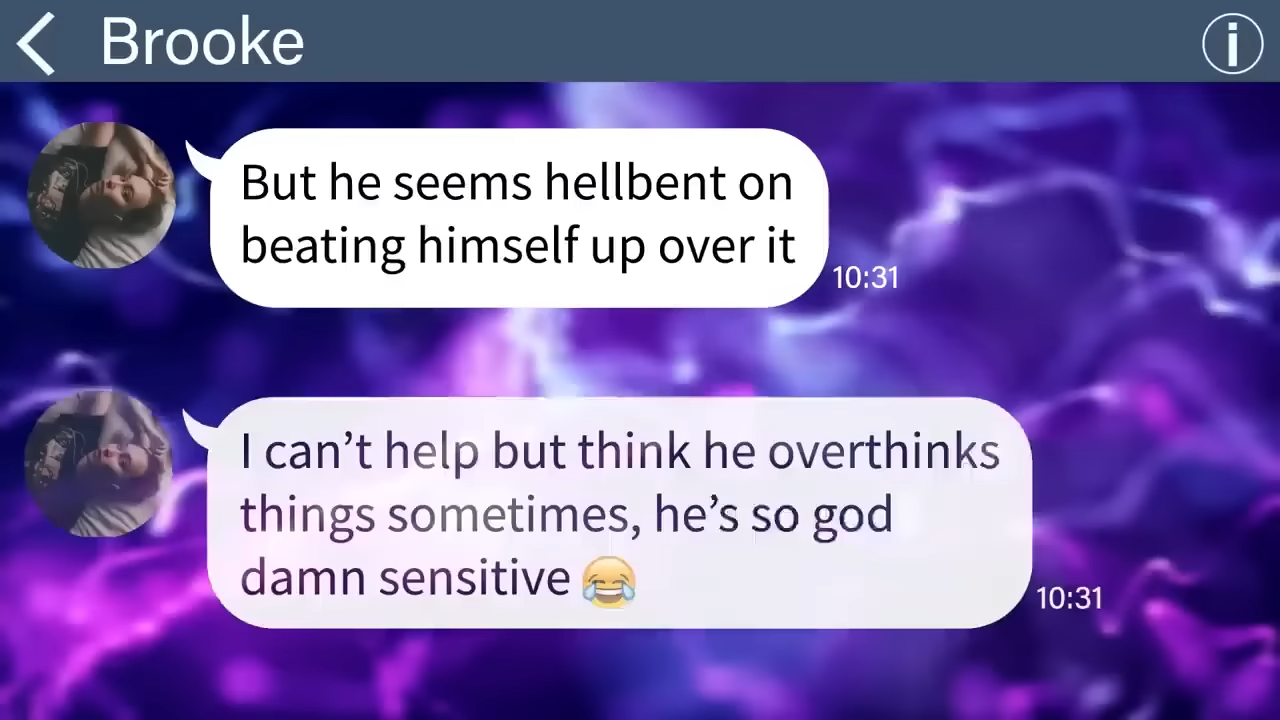 Brooke
But he seems hellbent on
beating himself up over it
10:31
I can’t help but think he overthinks
things sometimes, he’s so god
damn sensitive 😂
10:31